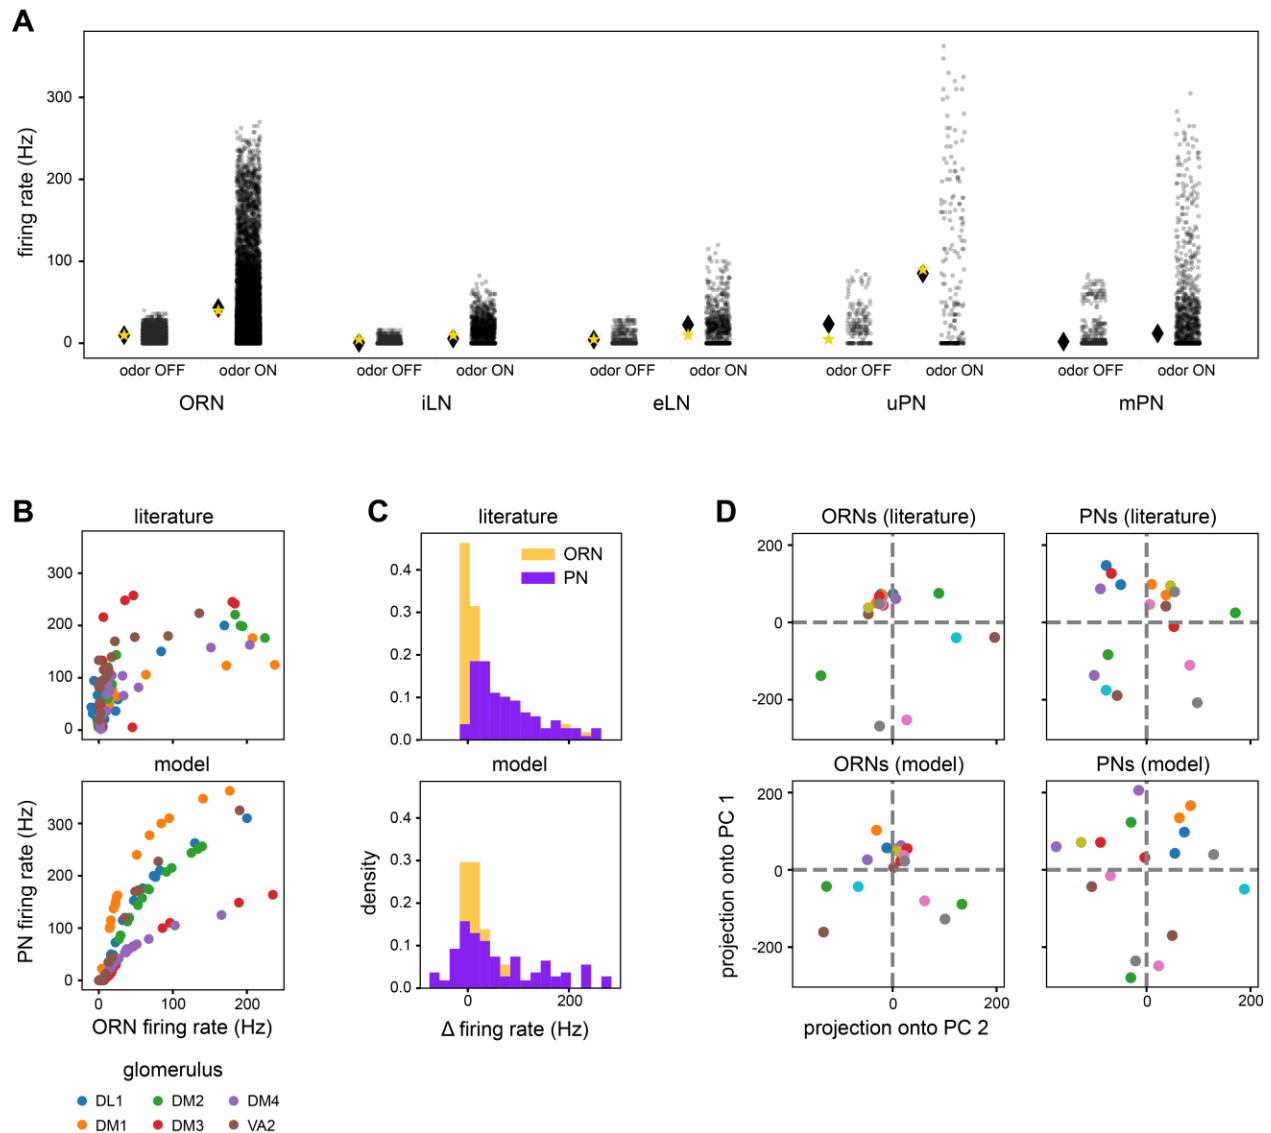 A
firing rate (Hz)
300
200
100
0
odor OFF odor ON odor OFF odor ON odor OFF odor ON odor OFF odor ON odor OFF odor ON
ORN iLN eLN uPN mPN
B
literature
300
200
100
0
model
300
200
100
0
PN firing rate (Hz)
0 100 200
ORN firing rate (Hz)
glomerulus
DL1 DM2 DM4
DM1 DM3 VA2
C
literature
ORN
PN
0.4
0.3
0.2
0.1
0.0
model
0.4
0.3
0.2
0.1
0.0
density
0 200
Δ firing rate (Hz)
D
ORNs (literature) PNs (literature)
200
0
-200
ORNs (model) PNs (model)
200
0
-200
projection onto PC 1
0 200 0 200
projection onto PC 2